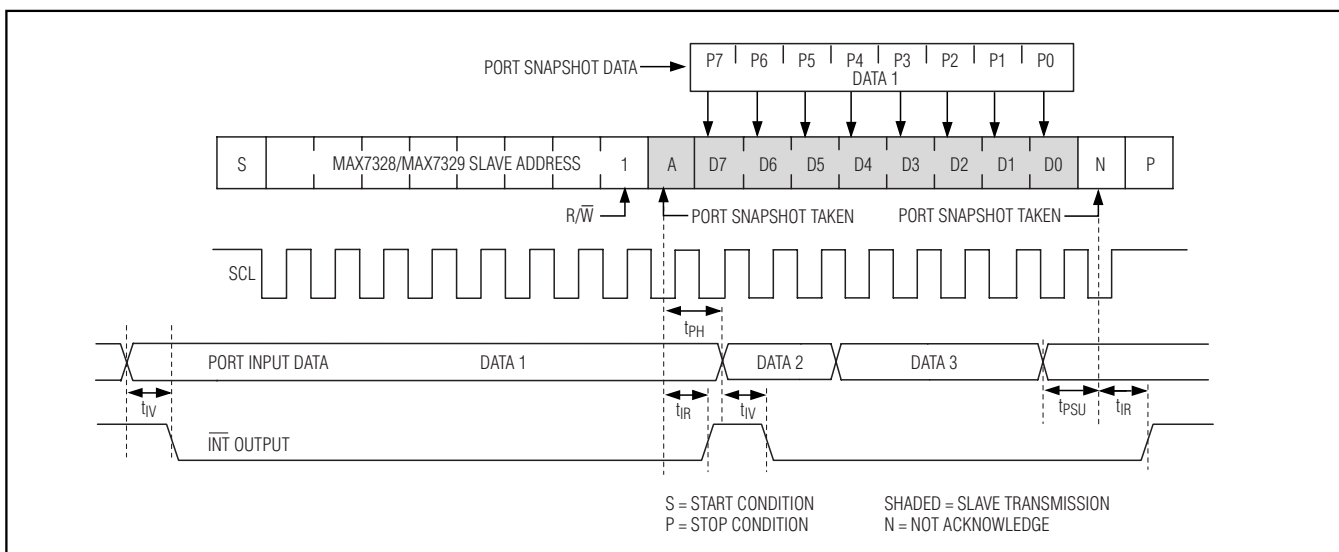 PORT SNAPSHOT DATA
P7 P6 P5 P4 P3 P2 P1 P0
DATA 1
S MAX7328/MAX7329 SLAVE ADDRESS 1 A D7 D6 D5 D4 D3 D2 D1 D0 N P
R/W̅ PORT SNAPSHOT TAKEN PORT SNAPSHOT TAKEN
SCL
tPH
PORT INPUT DATA DATA 1 DATA 2 DATA 3
tIV tIR tIV tPSU tIR
I̅N̅T̅ OUTPUT
S = START CONDITION SHADED = SLAVE TRANSMISSION
P = STOP CONDITION N = NOT ACKNOWLEDGE